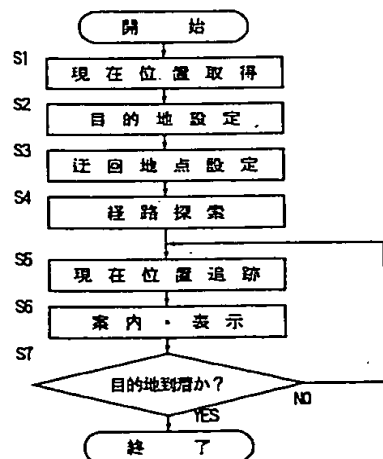 開始
S1
現在位置取得
S2
目的地設定
S3
迂回地点設定
S4
経路探索
S5
現在位置追跡
S6
案内・表示
S7
目的地到着か?
NO
YES
終了